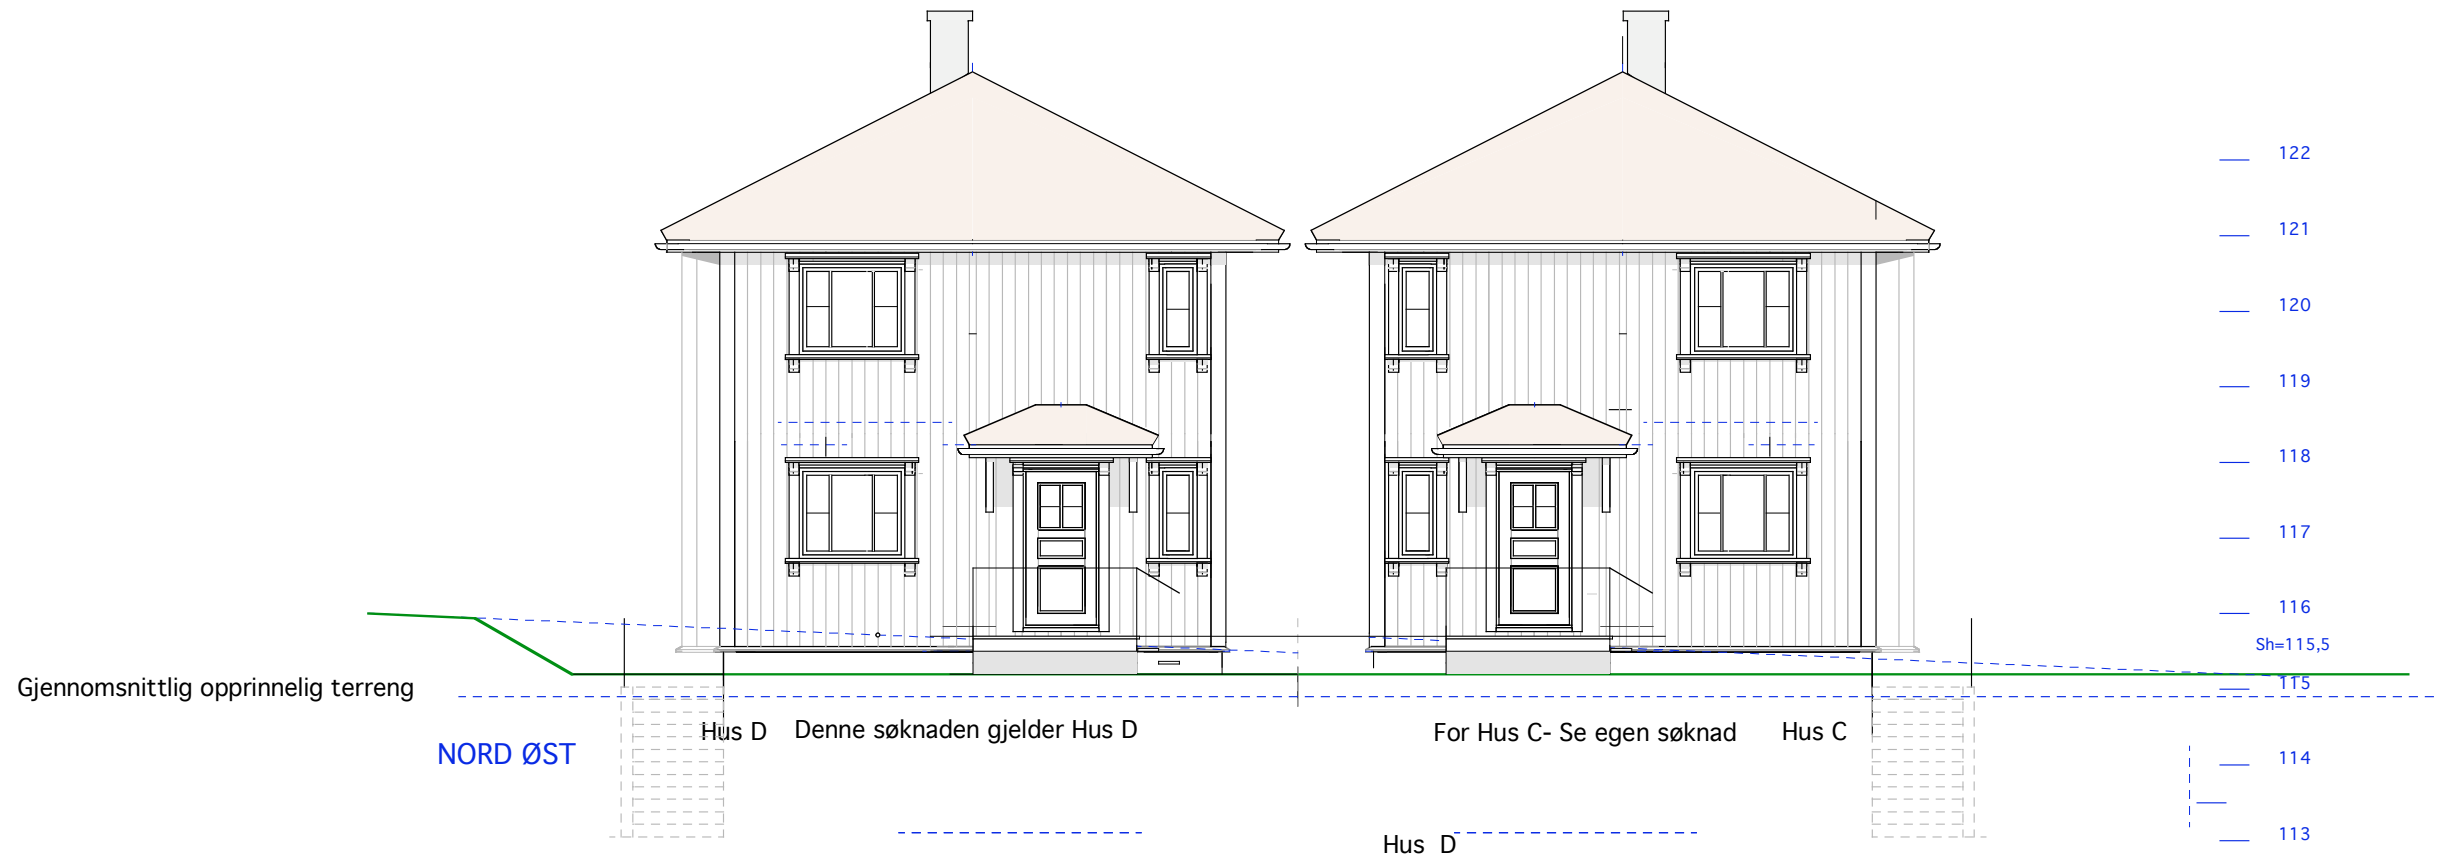 122
121
120
119
118
117
116
Sh=115,5
115
Gjennomsnittlig opprinnelig terreng
Hus D
Denne søknaden gjelder Hus D
For Hus C- Se egen søknad
Hus C
NORD ØST
114
113
Hus D